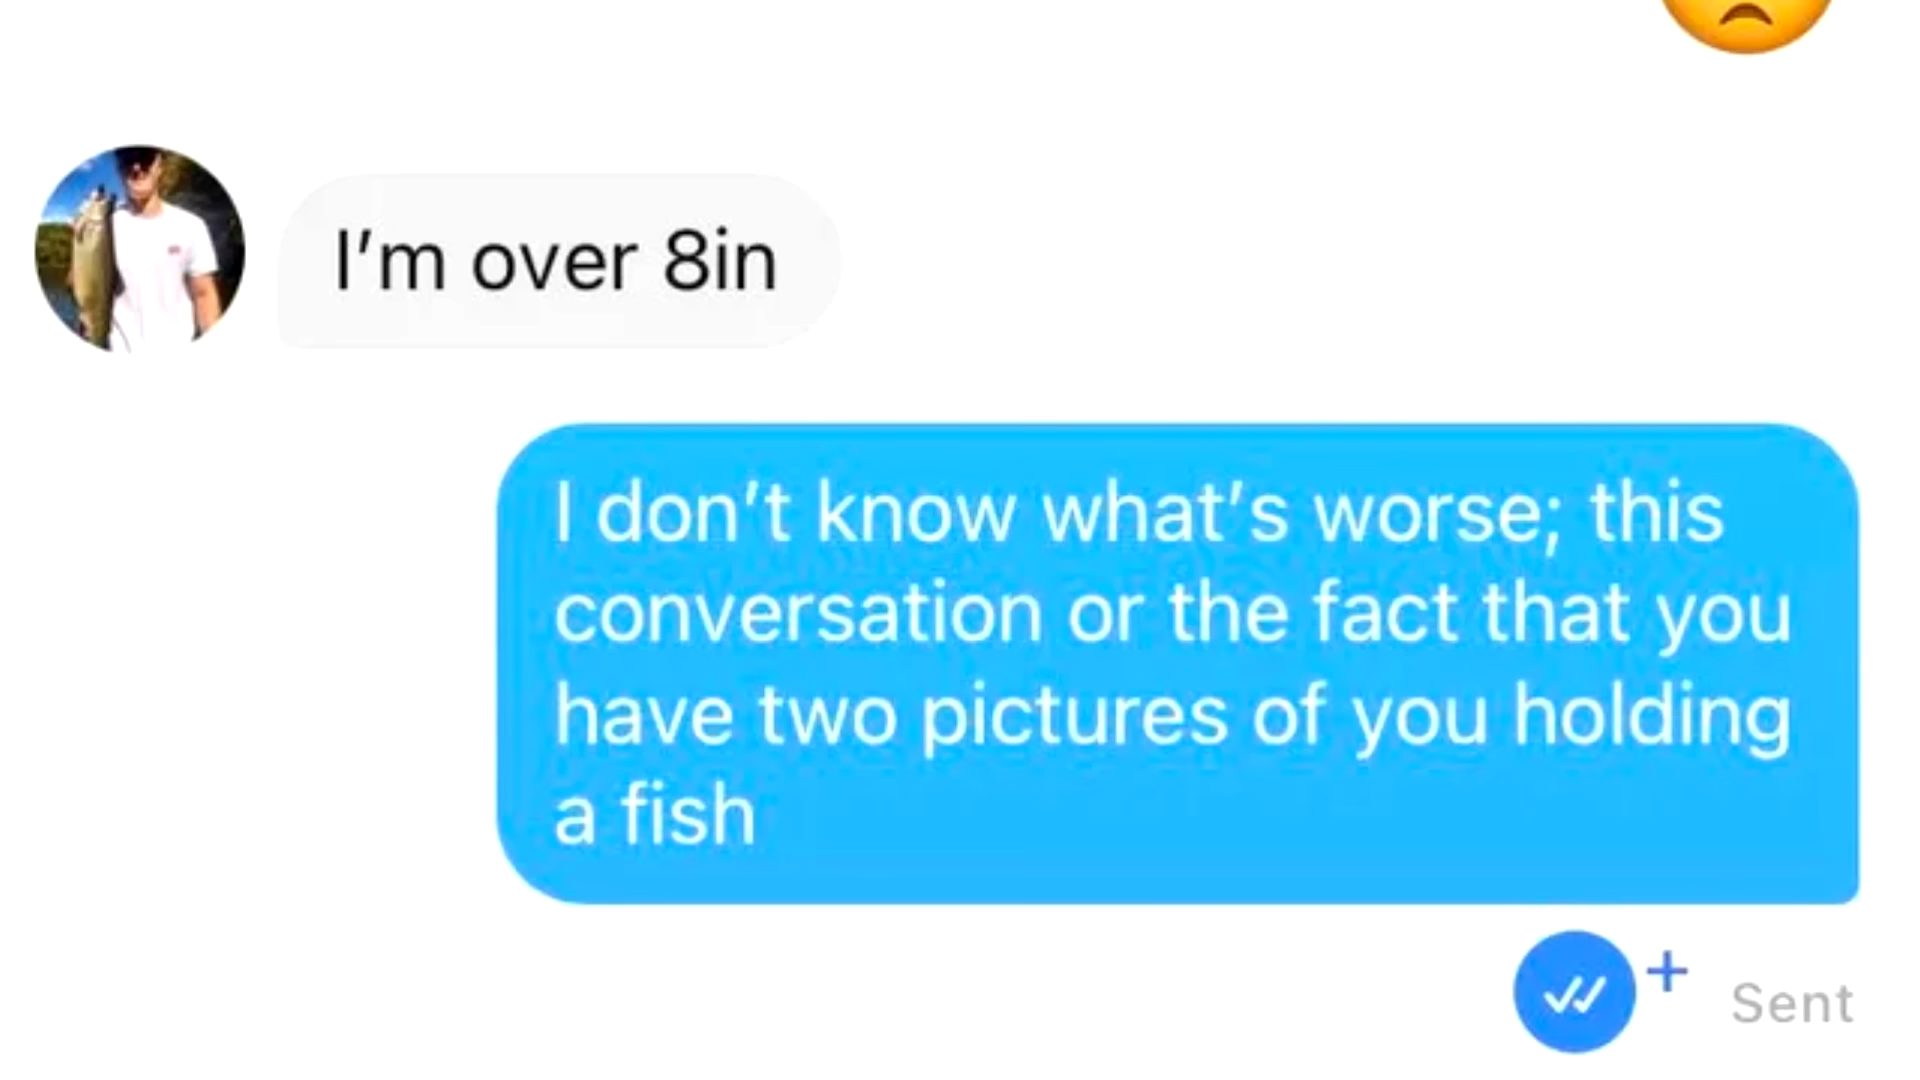 I’m over 8in
I don’t know what’s worse; this
conversation or the fact that you
have two pictures of you holding
a fish
Sent